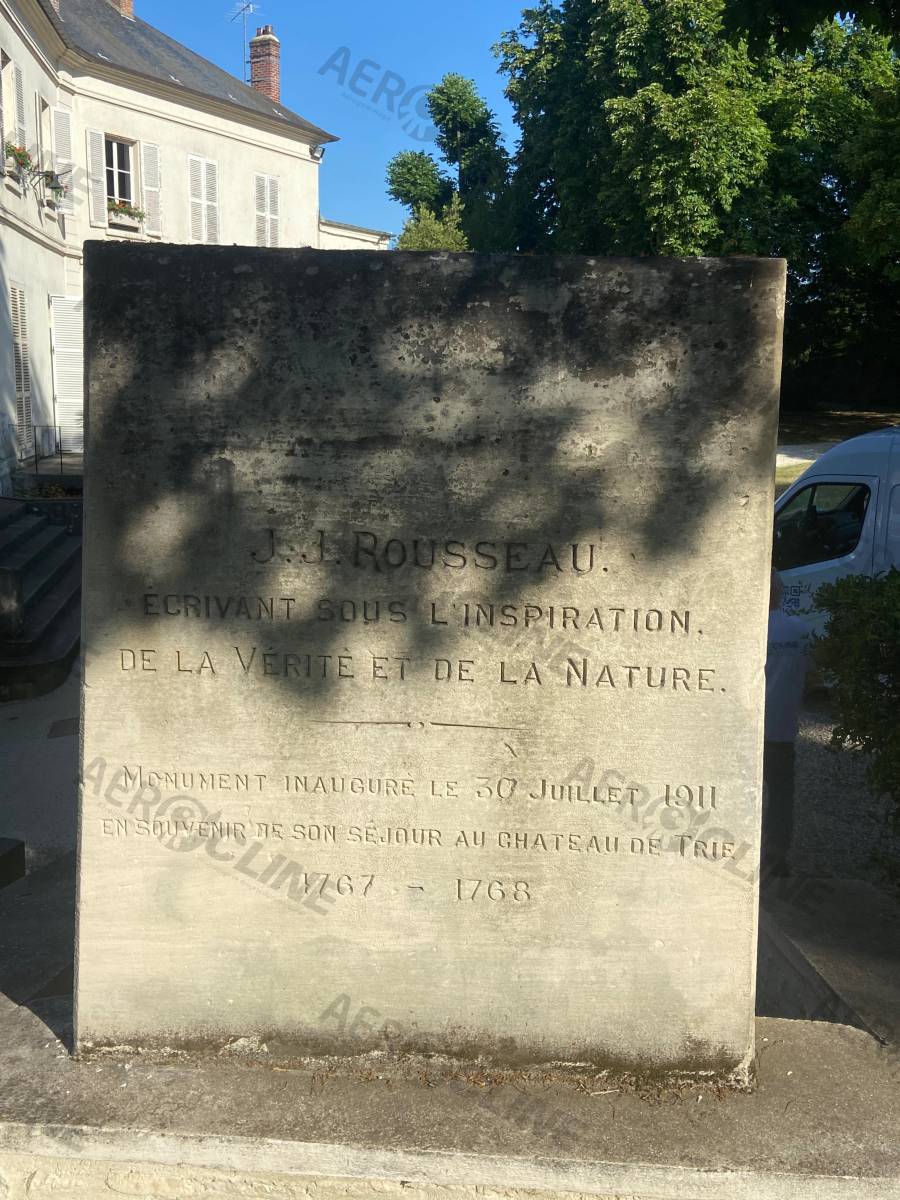 J. J. ROUSSEAU.
ÉCRIVANT SOUS L'INSPIRATION,
DE LA VÉRITÉ ET DE LA NATURE.
MONUMENT INAUGURÉ LE 30 JUILLET 1911
EN SOUVENIR DE SON SÉJOUR AU CHATEAU DE TRIE
1767 - 1768
AEROCLINE